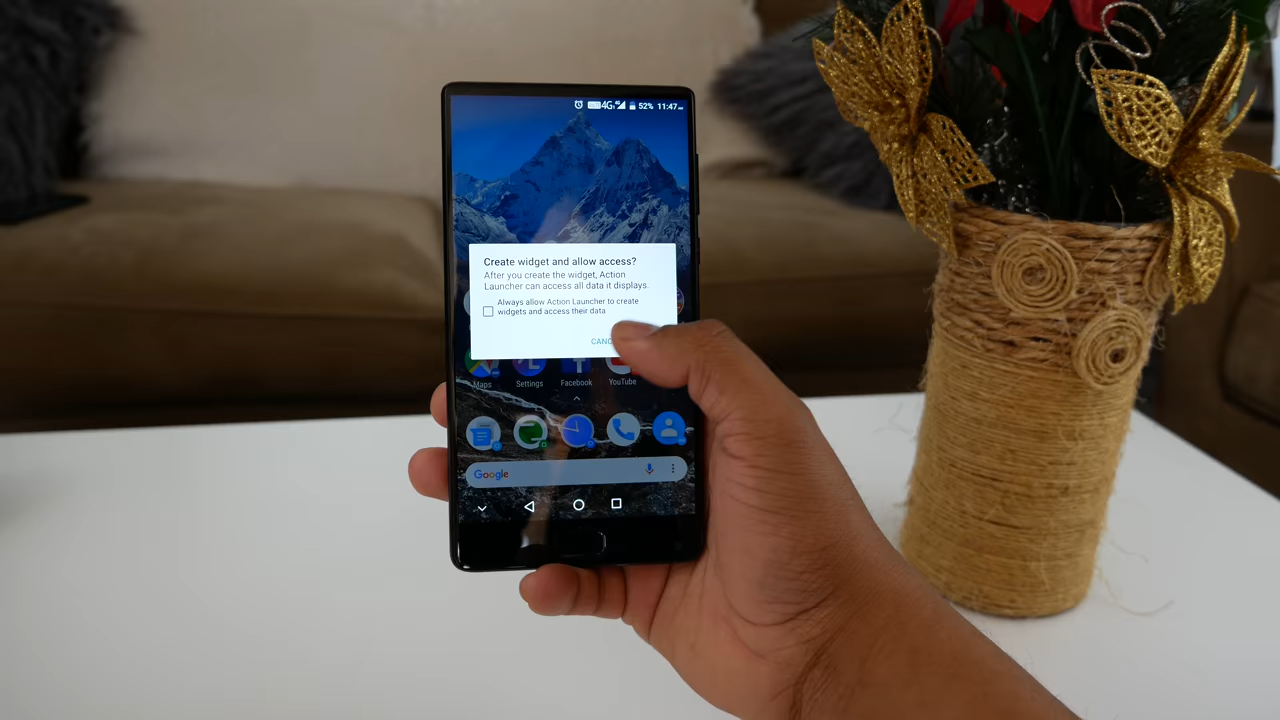 4G 52% 11:47
Create widget and allow access?
After you create the widget, Action
Launcher can access all data it displays.
Always allow Action Launcher to create
widgets and access their data
CANC
Maps Settings Facebook YouTube
Google